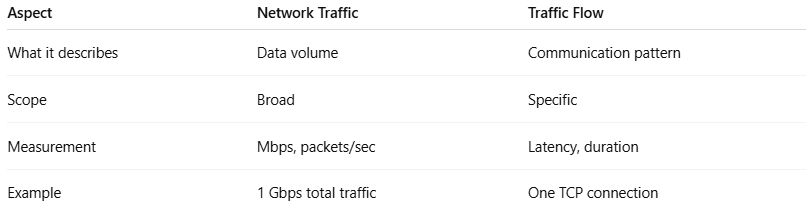 Aspect Network Traffic Traffic Flow
What it describes Data volume Communication pattern
Scope Broad Specific
Measurement Mbps, packets/sec Latency, duration
Example 1 Gbps total traffic One TCP connection